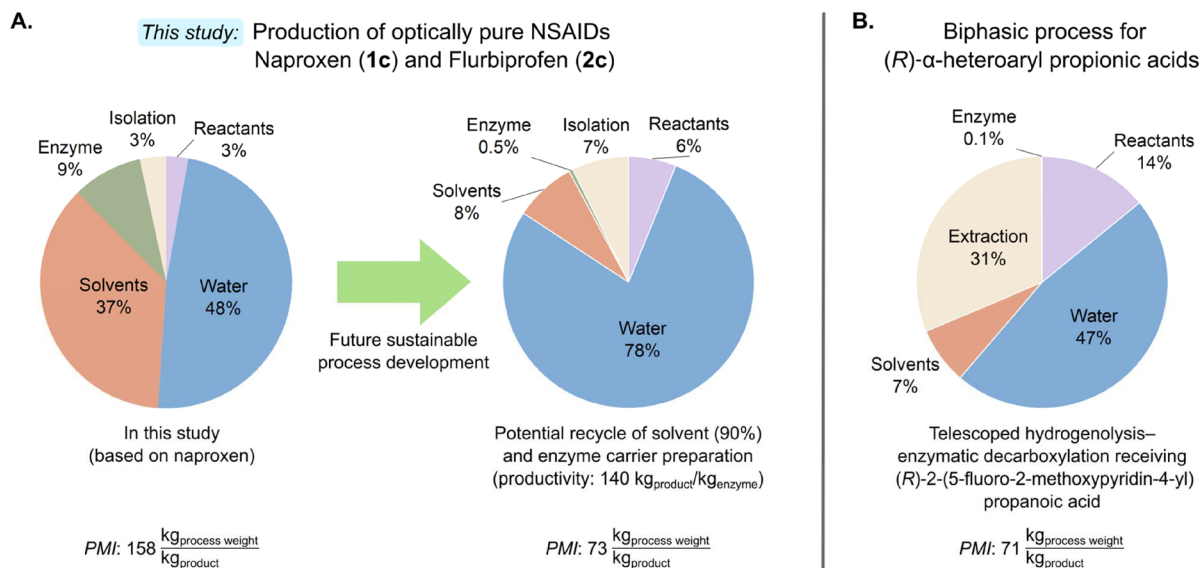 A.
This study: Production of optically pure NSAIDs
Naproxen (1c) and Flurbiprofen (2c)
Isolation
3%
Reactants
3%
Enzyme
9%
Solvents
37%
Water
48%
In this study
(based on naproxen)
PMI: 158 kgprocess weight
kgproduct
Future sustainable
process development
Enzyme
0.5%
Isolation
7%
Reactants
6%
Solvents
8%
Water
78%
Potential recycle of solvent (90%)
and enzyme carrier preparation
(productivity: 140 kgproduct/kgenzyme)
PMI: 73 kgprocess weight
kgproduct
B.
Biphasic process for
(R)-α-heteroaryl propionic acids
Enzyme
0.1%
Reactants
14%
Extraction
31%
Water
47%
Solvents
7%
Telescoped hydrogenolysis–
enzymatic decarboxylation receiving
(R)-2-(5-fluoro-2-methoxypyridin-4-yl)
propanoic acid
PMI: 71 kgprocess weight
kgproduct